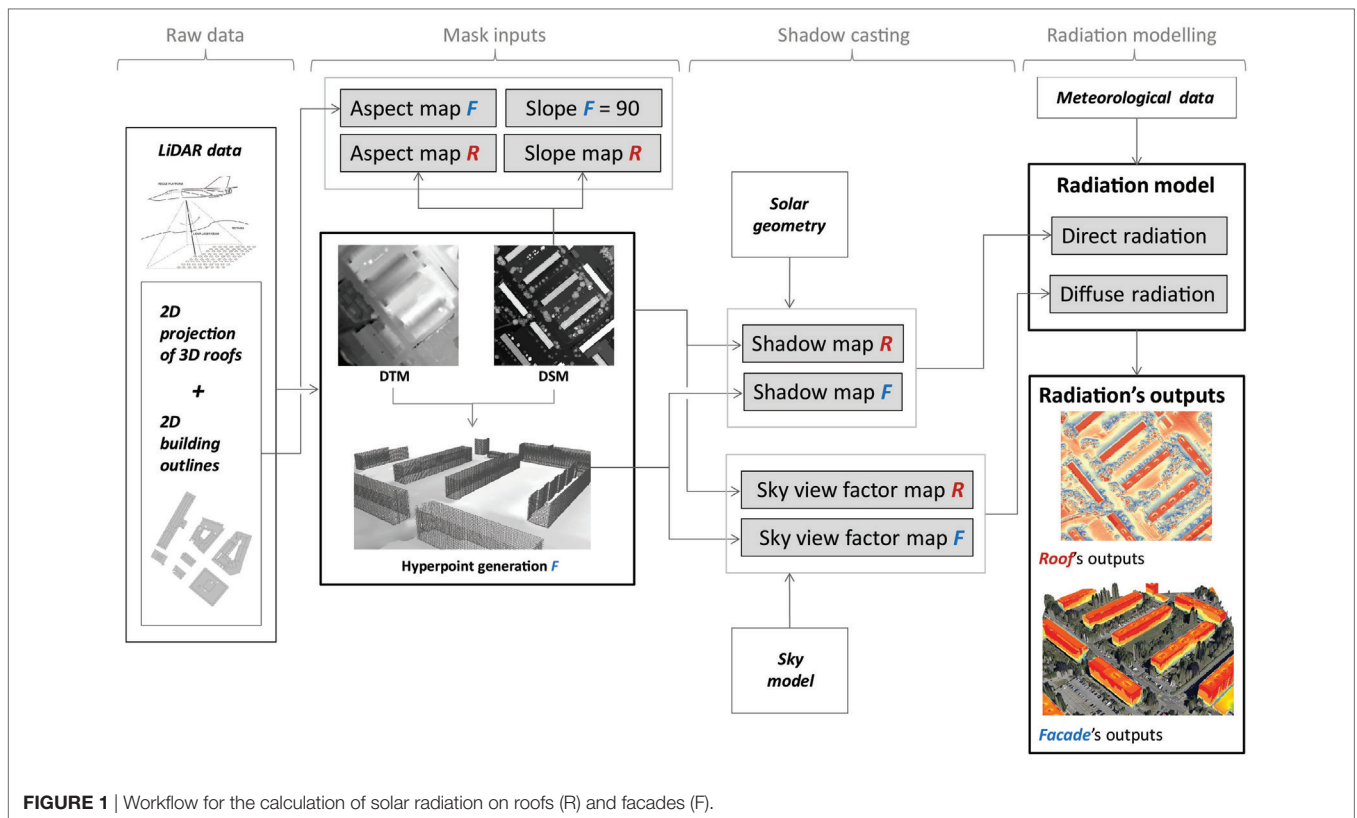 Raw data
Mask inputs
Shadow casting
Radiation modelling
LiDAR data
2D
projection
of 3D roofs
+
2D
building
outlines
Aspect map F
Slope F = 90
Aspect map R
Slope map R
DTM
DSM
Hyperpoint generation F
Solar
geometry
Shadow map R
Shadow map F
Sky view factor map R
Sky view factor map F
Sky
model
Meteorological data
Radiation model
Direct radiation
Diffuse radiation
Radiation's outputs
Roof's outputs
Facade's outputs
FIGURE 1 | Workflow for the calculation of solar radiation on roofs (R) and facades (F).